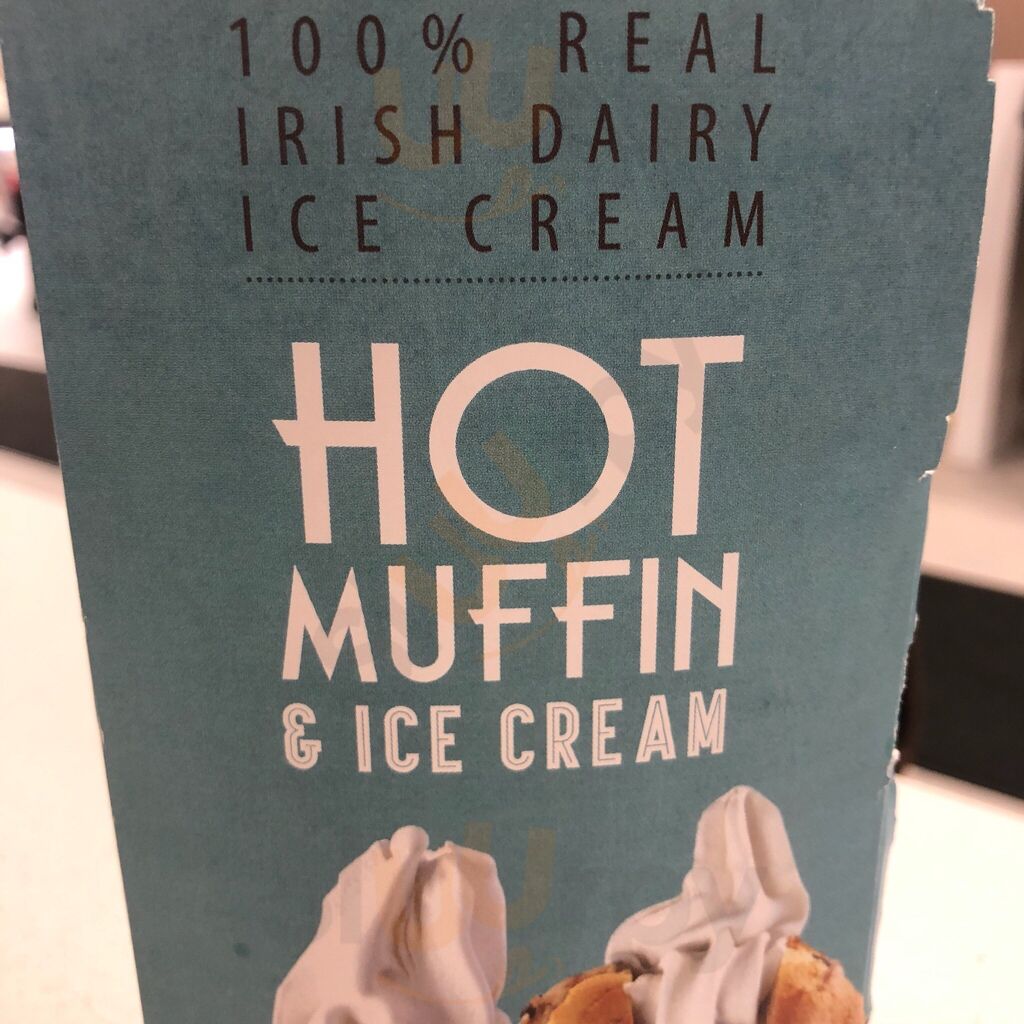 100% REAL
IRISH DAIRY
ICE CREAM
HOT
MUFFIN
& ICE CREAM